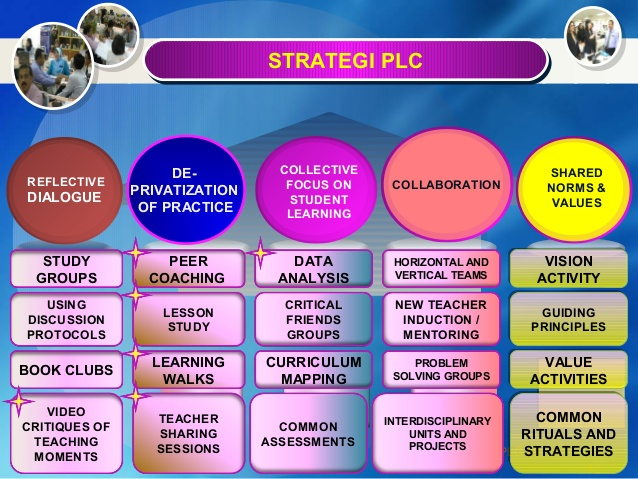 STRATEGI PLC
REFLECTIVE
DIALOGUE
DE-
PRIVATIZATION
OF PRACTICE
COLLECTIVE
FOCUS ON
STUDENT
LEARNING
COLLABORATION
SHARED
NORMS &
VALUES
STUDY
GROUPS
PEER
COACHING
DATA
ANALYSIS
HORIZONTAL AND
VERTICAL TEAMS
VISION
ACTIVITY
USING
DISCUSSION
PROTOCOLS
LESSON
STUDY
CRITICAL
FRIENDS
GROUPS
NEW TEACHER
INDUCTION /
MENTORING
GUIDING
PRINCIPLES
BOOK CLUBS
LEARNING
WALKS
CURRICULUM
MAPPING
PROBLEM
SOLVING GROUPS
VALUE
ACTIVITIES
VIDEO
CRITIQUES OF
TEACHING
MOMENTS
TEACHER
SHARING
SESSIONS
COMMON
ASSESSMENTS
INTERDISCIPLINARY
UNITS AND
PROJECTS
COMMON
RITUALS AND
STRATEGIES